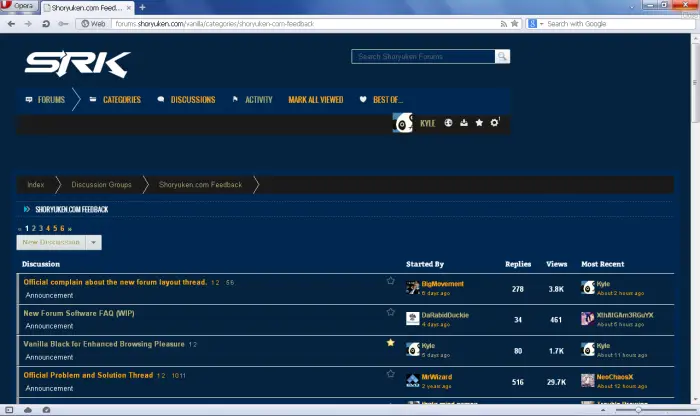 Opera
Shoryuken.com Feed...
Web
forums.shoryuken.com/vanilla/categories/shoryuken-com-feedback
Search with Google
SRK
Search Shoryuken Forums
FORUMS
CATEGORIES
DISCUSSIONS
ACTIVITY
MARK ALL VIEWED
BEST OF...
KYLE
Index
Discussion Groups
Shoryuken.com Feedback
SHORYUKEN.COM FEEDBACK
« 1 2 3 4 5 6 »
New Discussion
Discussion Started By Replies Views Most Recent
Official complain about the new forum layout thread. 1 2
Announcement
BigMovement
6 days ago
278
3.8K
Kyle
About 2 hours ago
New Forum Software FAQ (WIP)
Announcement
DaRabidDuckie
4 days ago
34
461
About 6 hours ago
Vanilla Black for Enhanced Browsing Pleasure 1 2
Announcement
Kyle
5 days ago
80
1.7K
Kyle
About 11 hours ago
Official Problem and Solution Thread 1 2 10 11
Announcement
MrWizard
2 years ago
516
29.7K
NeoChaosX
About 12 hours ago